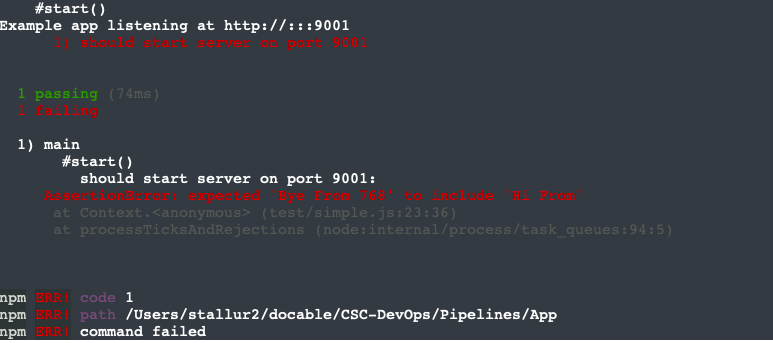 #start()
Example app listening at http://:::9001
1) should start server on port 9001
1 passing (74ms)
1 failing
1) main
#start()
should start server on port 9001:
AssertionError: expected 'Bye From 768' to include 'Hi From'
at Context.<anonymous> (test/simple.js:23:36)
at processTicksAndRejections (node:internal/process/task_queues:94:5)
npm ERR! code 1
npm ERR! path /Users/stallur2/docable/CSC-DevOps/Pipelines/App
npm ERR! command failed